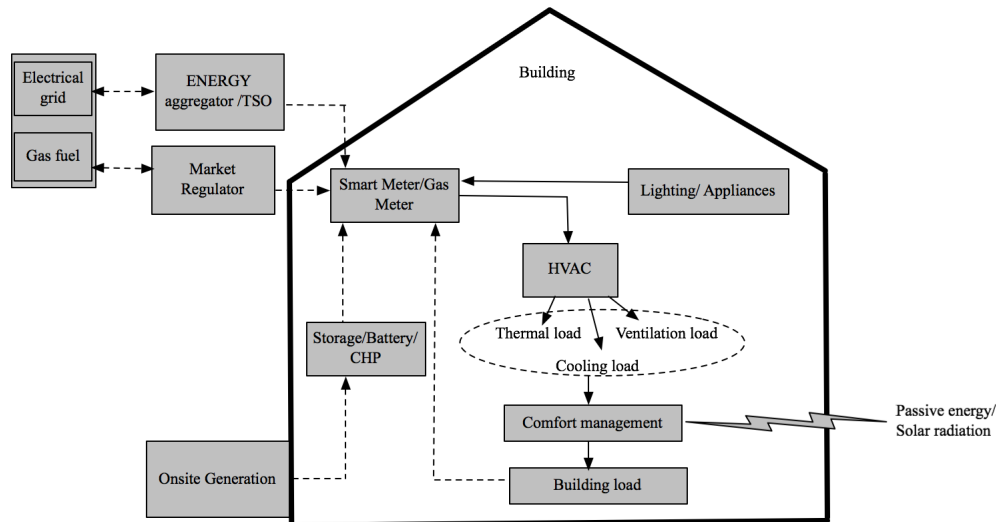 Building
Electrical
grid
ENERGY
aggregator /TSO
Gas fuel
Market
Regulator
Smart Meter/Gas
Meter
Lighting/ Appliances
HVAC
Thermal load
Ventilation load
Cooling load
Storage/Battery/
CHP
Comfort management
Passive energy/
Solar radiation
Onsite Generation
Building load